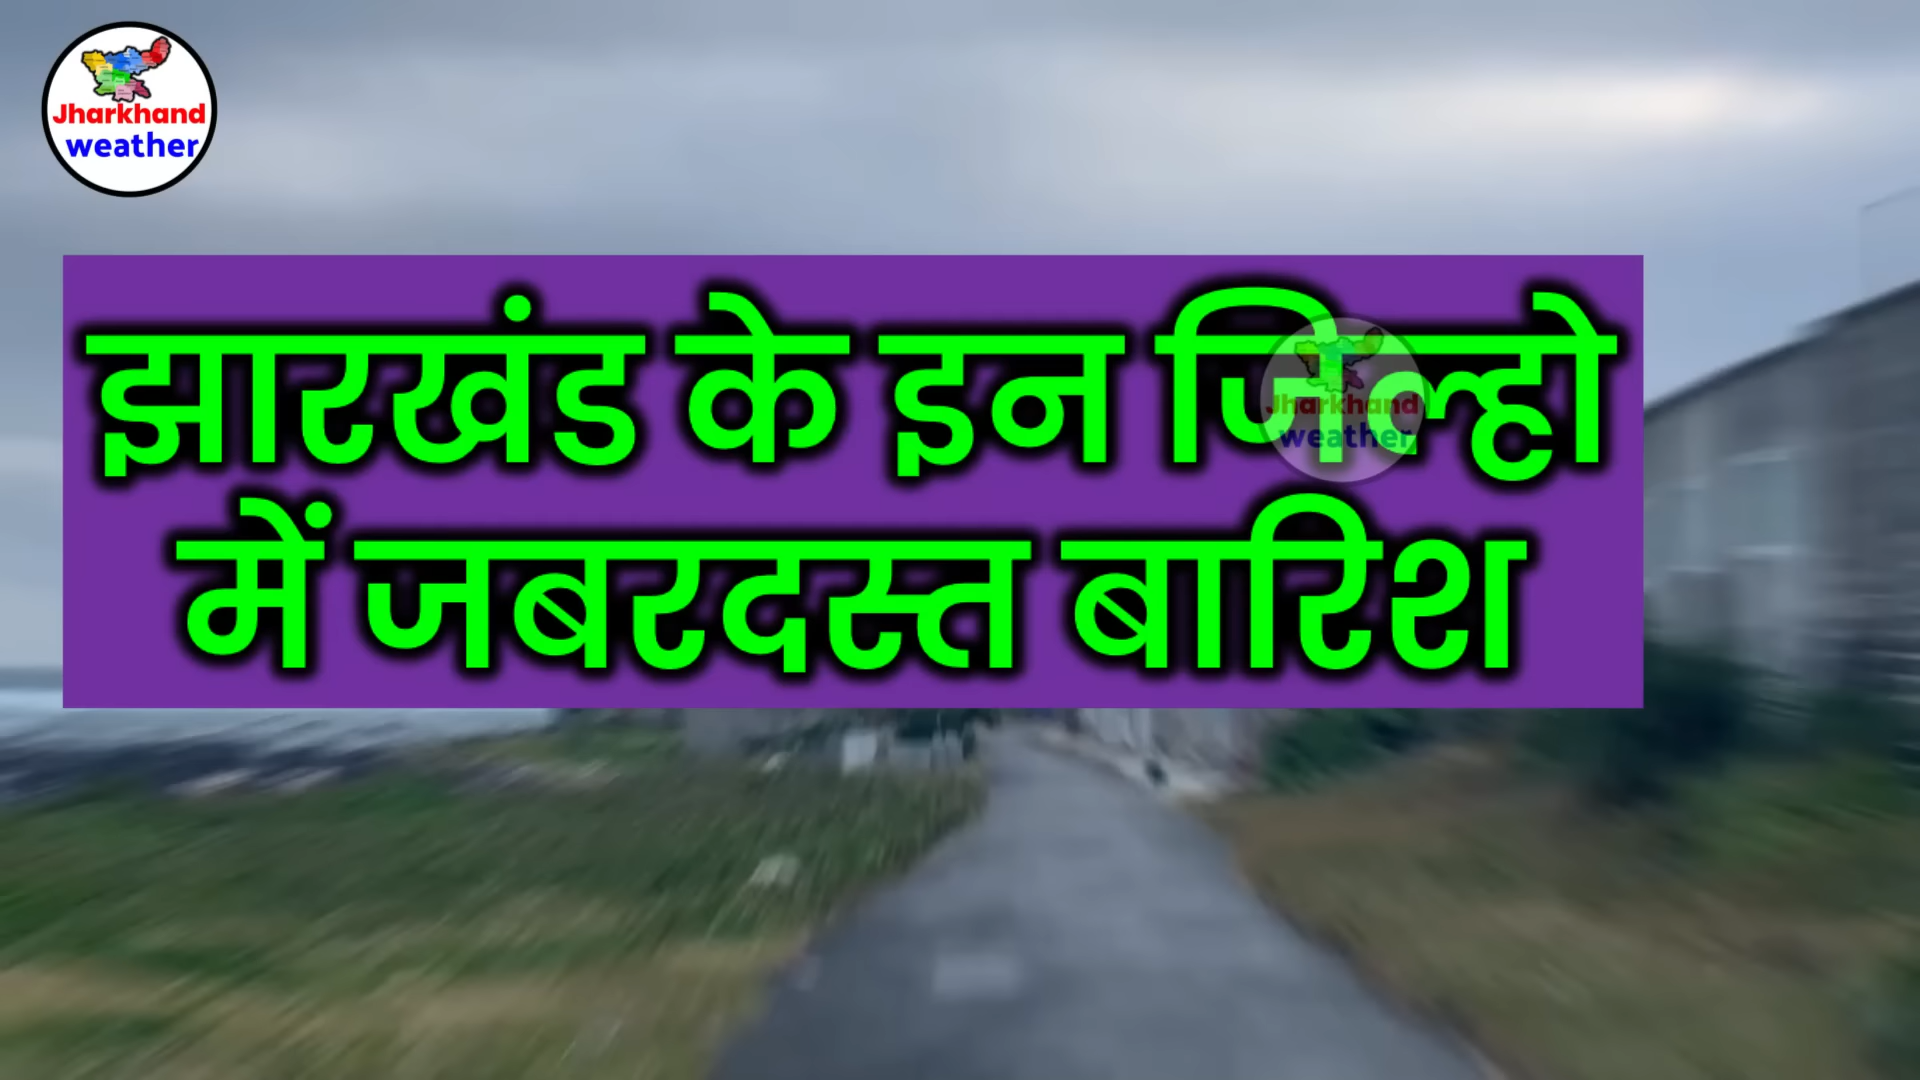 Jharkhand
weather
झारखंड के इन जिल्हो
में जबरदस्त बारिश
Jharkhand
weather